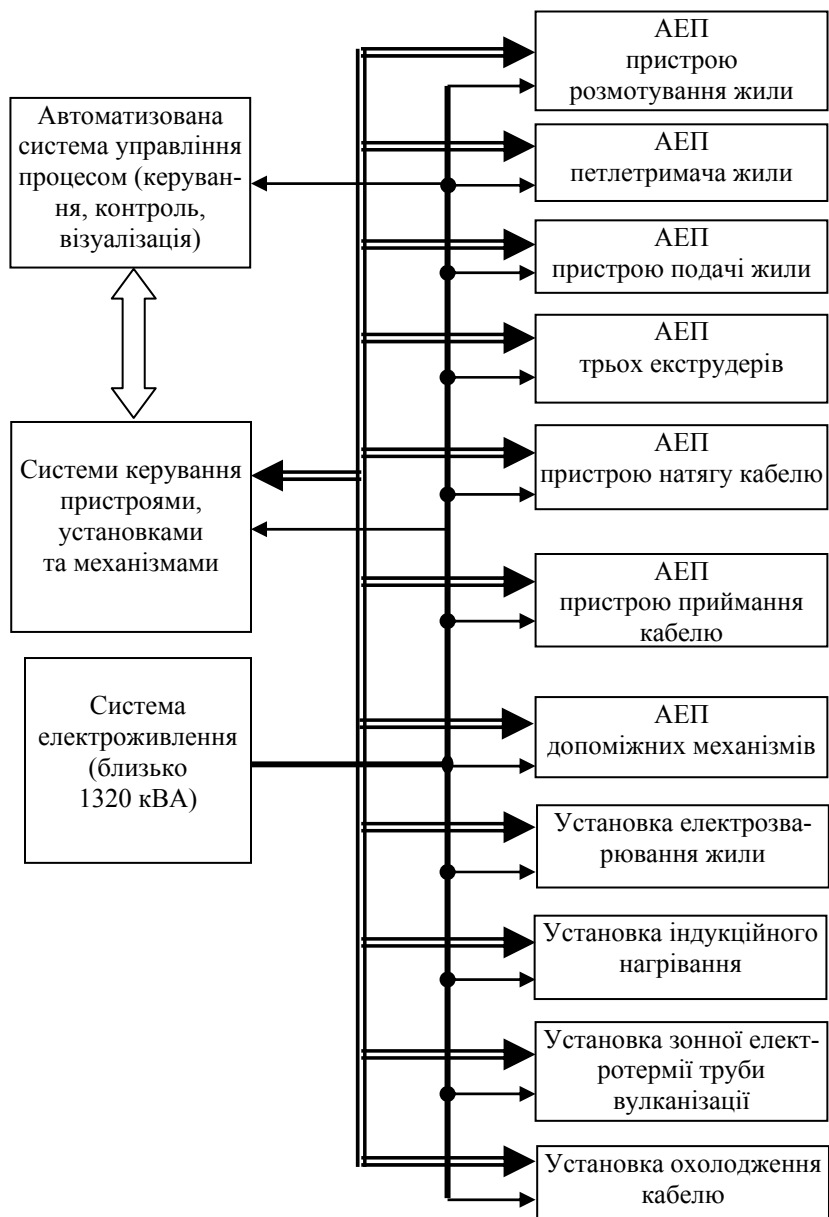 Автоматизована
система управління
процесом (керуван-
ня, контроль,
візуалізація)
Системи керування
пристроями,
установками
та механізмами
Система
електроживлення
(близько
1320 кВА)
АЕП
пристрою
розмотування жили
АЕП
петлетримача жили
АЕП
пристрою подачі жили
АЕП
трьох екструдерів
АЕП
пристрою натягу кабелю
АЕП
пристрою приймання
кабелю
АЕП
допоміжних механізмів
Установка електрозва-
рювання жили
Установка індукційного
нагрівання
Установка зонної елект-
ротермії труби
вулканізації
Установка охолодження
кабелю